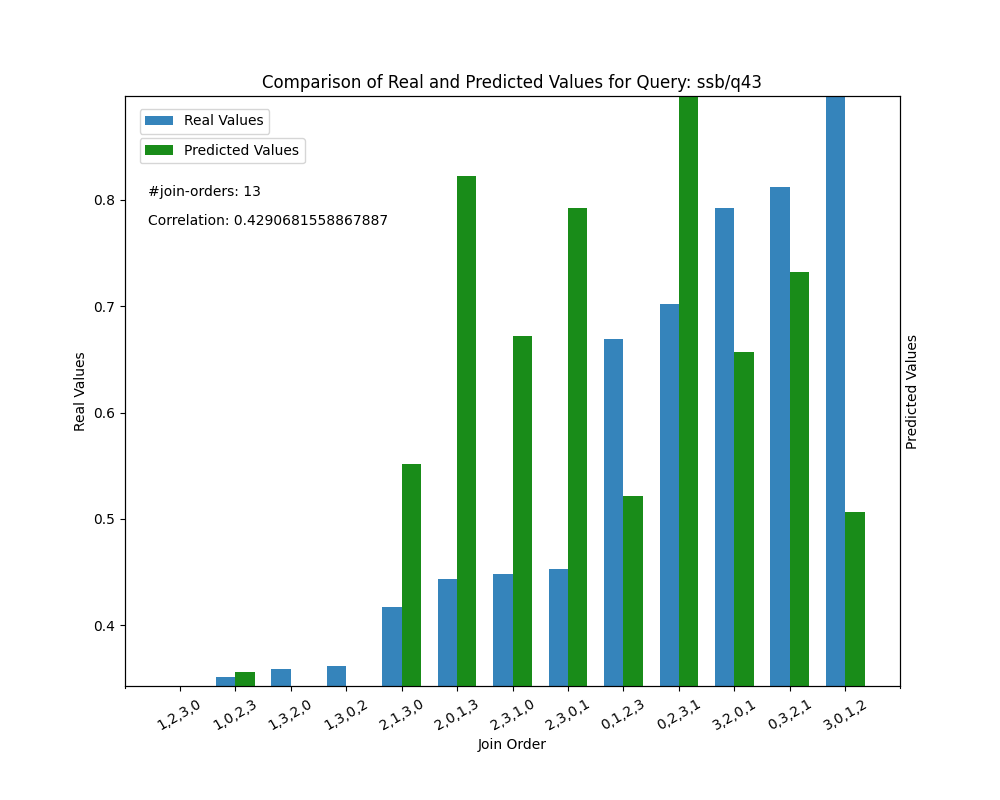 Comparison of Real and Predicted Values for Query: ssb/q43
Real Values
Predicted Values
#join-orders: 13
Correlation: 0.4290681558867887
0.8
0.7
0.6
0.5
0.4
Real Values
Predicted Values
1,2,3,0
1,0,2,3
1,3,2,0
1,3,0,2
2,1,3,0
2,0,1,3
2,3,1,0
2,3,0,1
0,1,2,3
0,2,3,1
3,2,0,1
0,3,2,1
3,0,1,2
Join Order